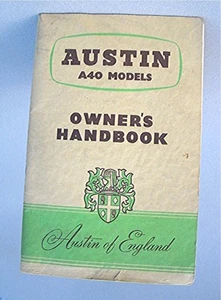 AUSTIN
A40 MODELS
OWNER'S
HANDBOOK
Austin of England